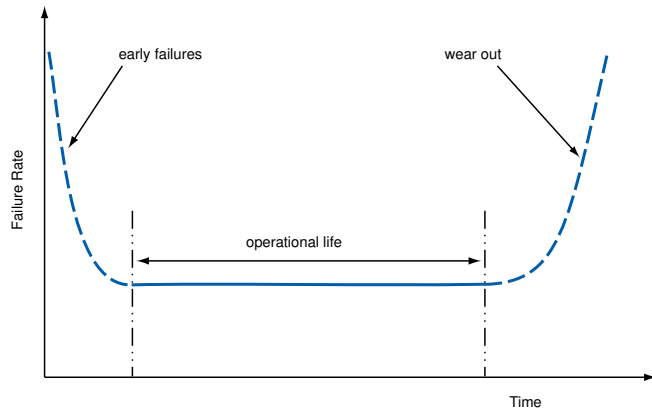 early failures
wear out
Failure Rate
operational life
Time